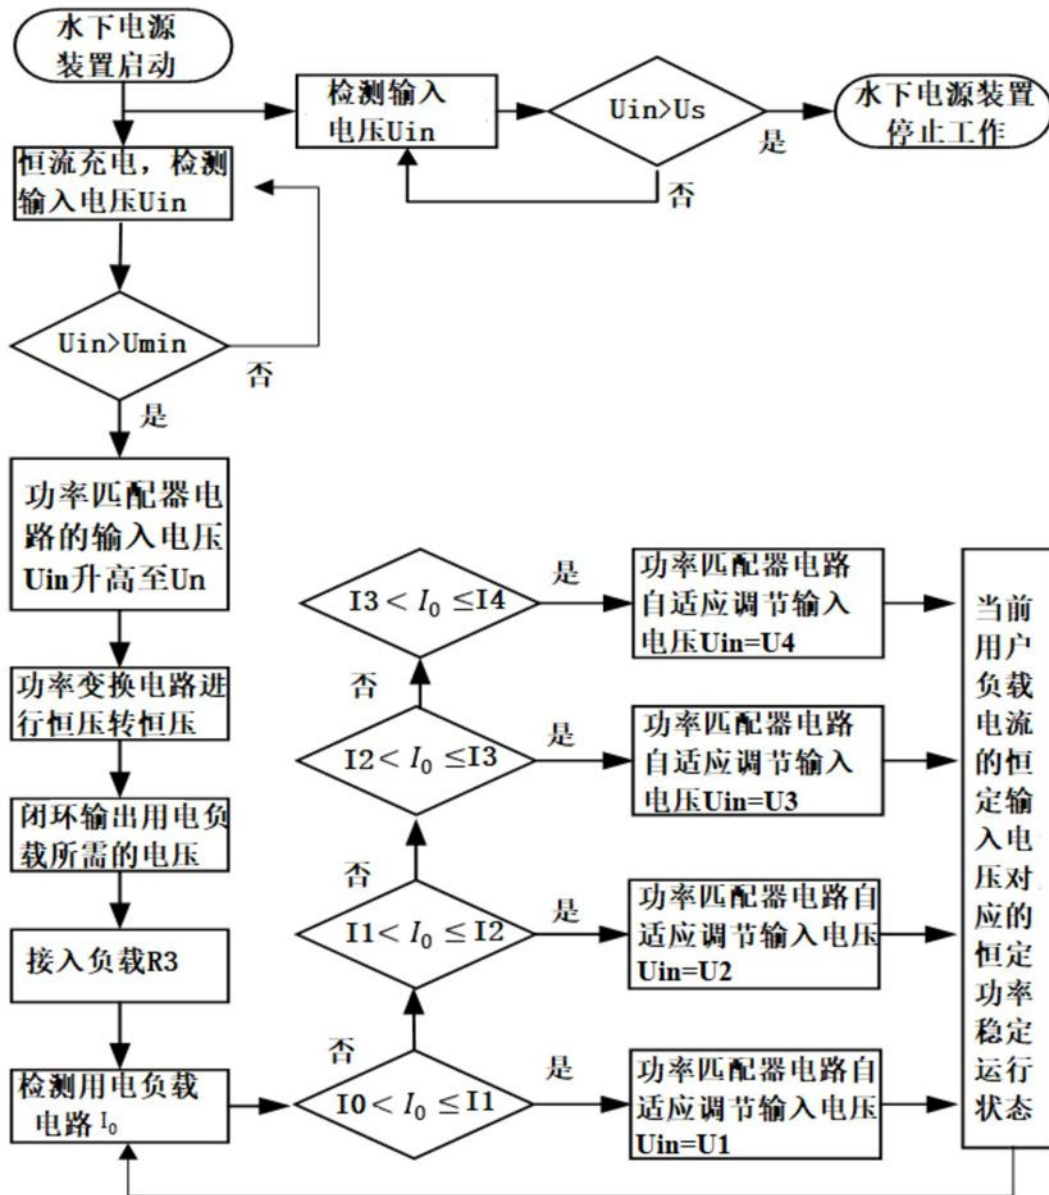 水下电源
装置启动
检测输入
电压Uin
Uin>Us
是
水下电源装置
停止工作
否
恒流充电，检测
输入电压Uin
Uin>Umin
否
是
功率匹配器电
路的输入电压
Uin升高至Un
功率变换电路进
行恒压转恒压
闭环输出用电负
载所需的电压
接入负载R3
检测用电负载
电路 I₀
I0 < I₀ ≤ I1
是
功率匹配器电路自
适应调节输入电压
Uin=U1
否
I1 < I₀ ≤ I2
是
功率匹配器电路自
适应调节输入电压
Uin=U2
否
I2 < I₀ ≤ I3
是
功率匹配器电路
自适应调节输入
电压Uin=U3
否
I3 < I₀ ≤ I4
是
功率匹配器电路
自适应调节输入
电压Uin=U4
当前
用户
负载
电流
的恒
定输
入电
压对
应的
恒定
功率
稳定
运行
状态